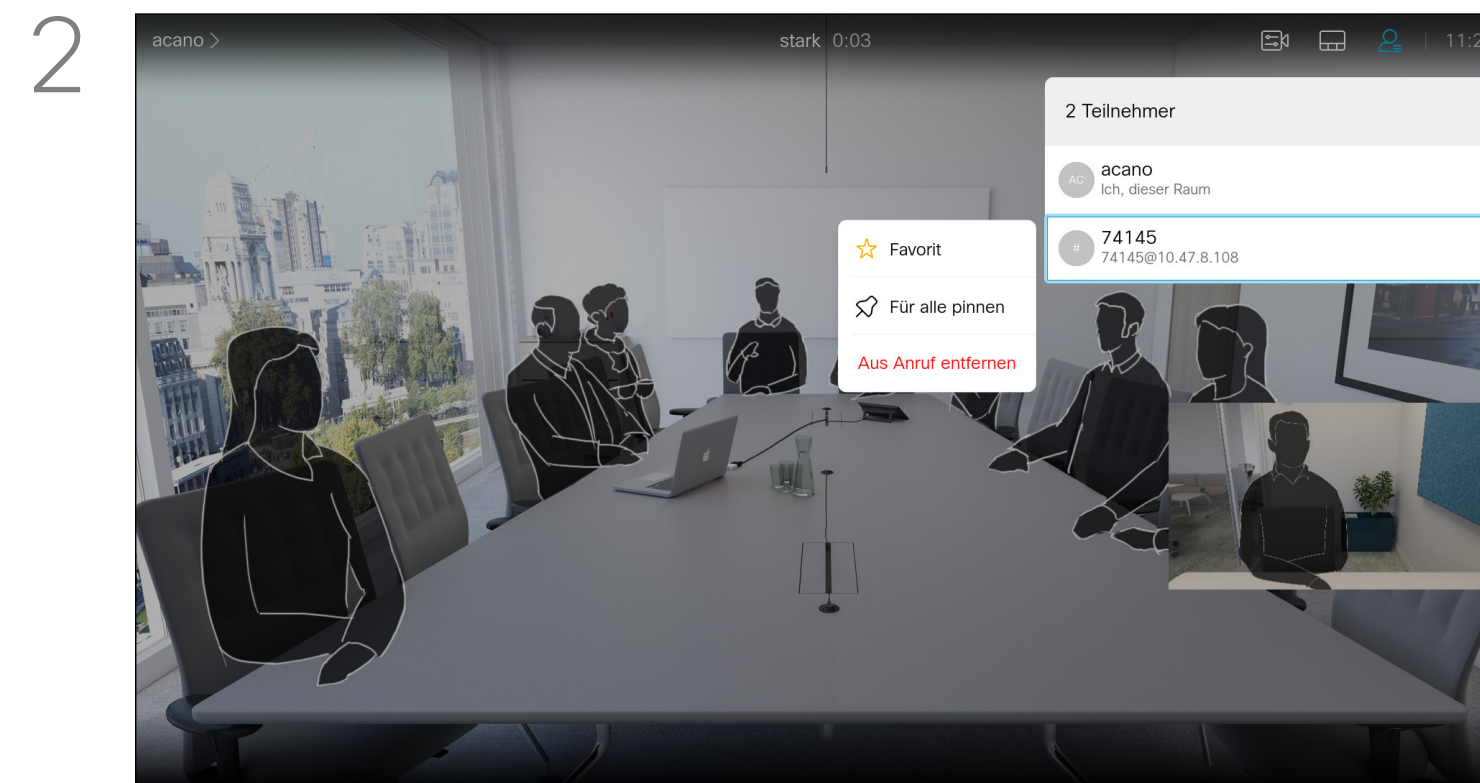 2
acano >
stark 0:03
11:2
2 Teilnehmer
AC
acano
Ich, dieser Raum
#
74145
74145@10.47.8.108
Favorit
Für alle pinnen
Aus Anruf entfernen